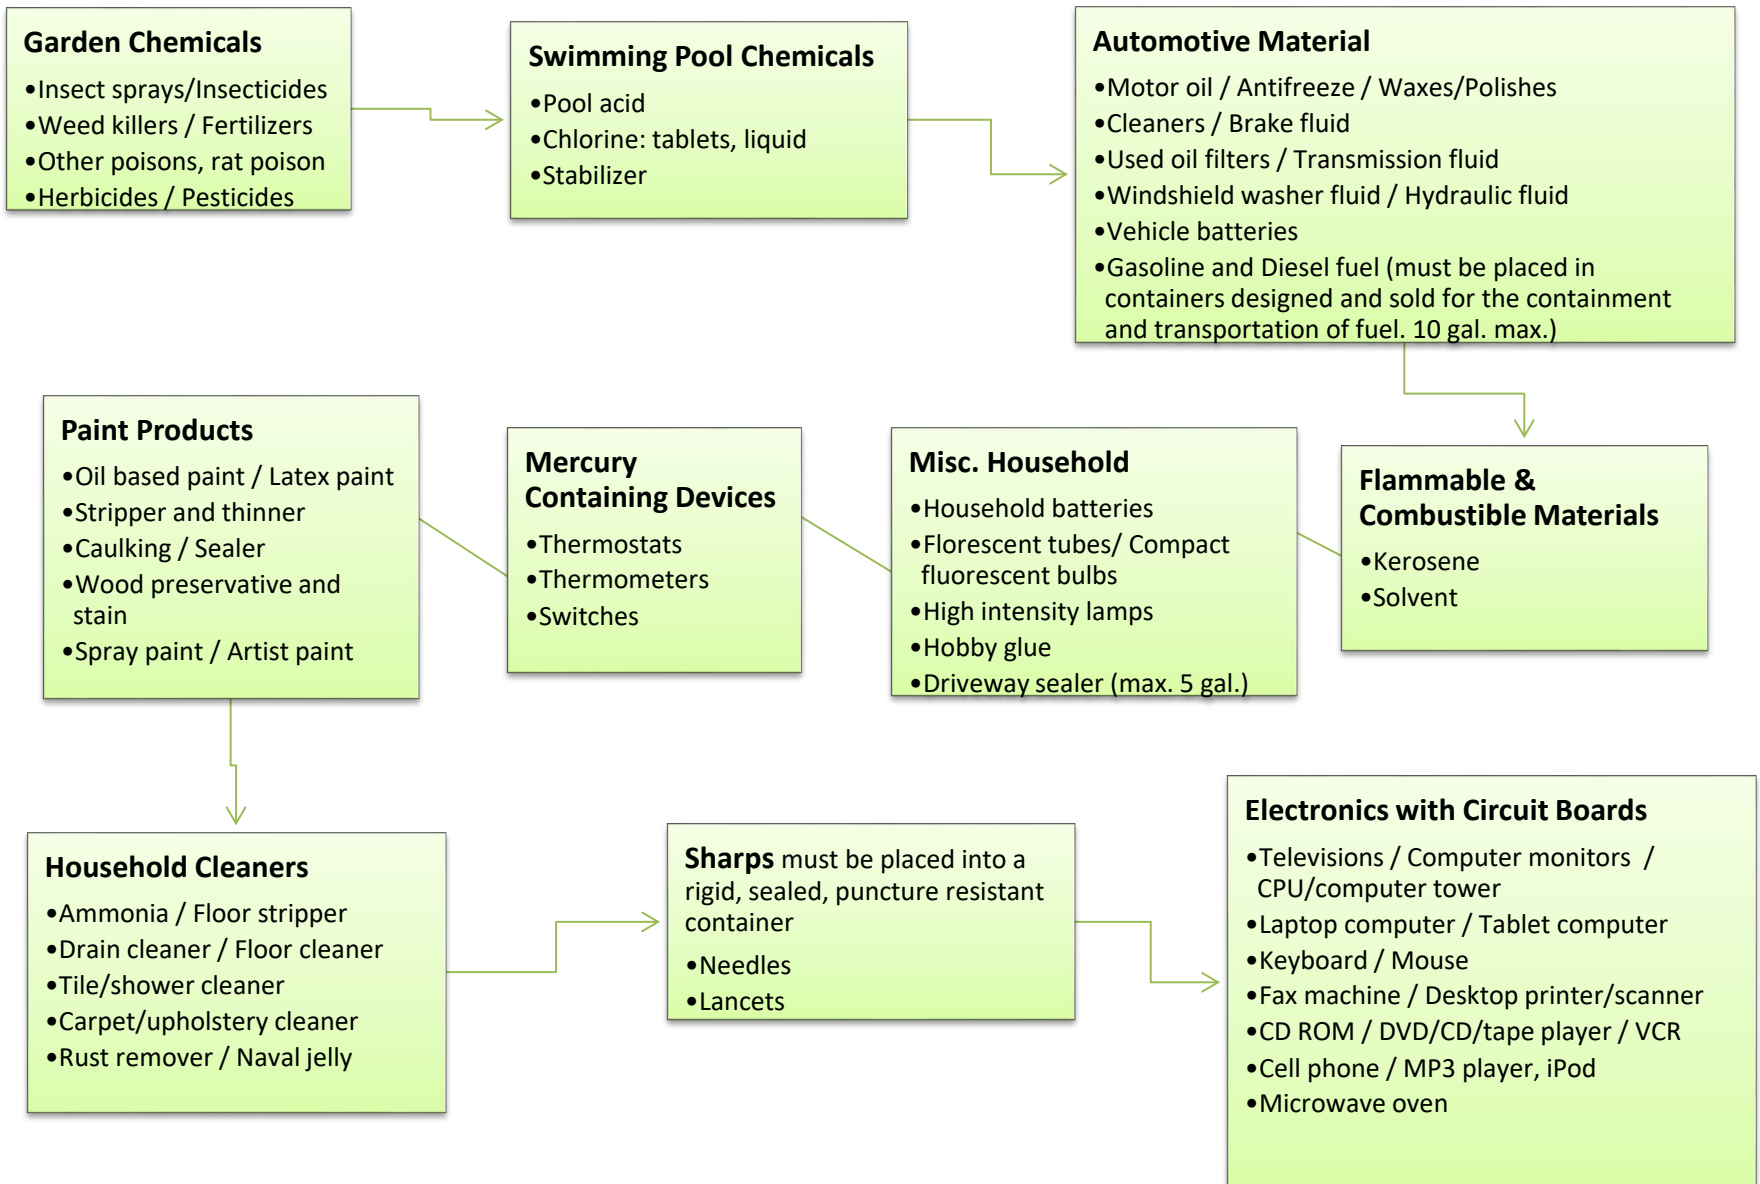 Garden Chemicals
•Insect sprays/Insecticides
•Weed killers / Fertilizers
•Other poisons, rat poison
•Herbicides / Pesticides
Swimming Pool Chemicals
•Pool acid
•Chlorine: tablets, liquid
•Stabilizer
Automotive Material
•Motor oil / Antifreeze / Waxes/Polishes
•Cleaners / Brake fluid
•Used oil filters / Transmission fluid
•Windshield washer fluid / Hydraulic fluid
•Vehicle batteries
•Gasoline and Diesel fuel (must be placed in
containers designed and sold for the containment
and transportation of fuel. 10 gal. max.)
Flammable &
Combustible Materials
•Kerosene
•Solvent
Misc. Household
•Household batteries
•Florescent tubes/ Compact
fluorescent bulbs
•High intensity lamps
•Hobby glue
•Driveway sealer (max. 5 gal.)
Mercury
Containing Devices
•Thermostats
•Thermometers
•Switches
Paint Products
•Oil based paint / Latex paint
•Stripper and thinner
•Caulking / Sealer
•Wood preservative and
stain
•Spray paint / Artist paint
Household Cleaners
•Ammonia / Floor stripper
•Drain cleaner / Floor cleaner
•Tile/shower cleaner
•Carpet/upholstery cleaner
•Rust remover / Naval jelly
Sharps must be placed into a
rigid, sealed, puncture resistant
container
•Needles
•Lancets
Electronics with Circuit Boards
•Televisions / Computer monitors /
CPU/computer tower
•Laptop computer / Tablet computer
•Keyboard / Mouse
•Fax machine / Desktop printer/scanner
•CD ROM / DVD/CD/tape player / VCR
•Cell phone / MP3 player, iPod
•Microwave oven